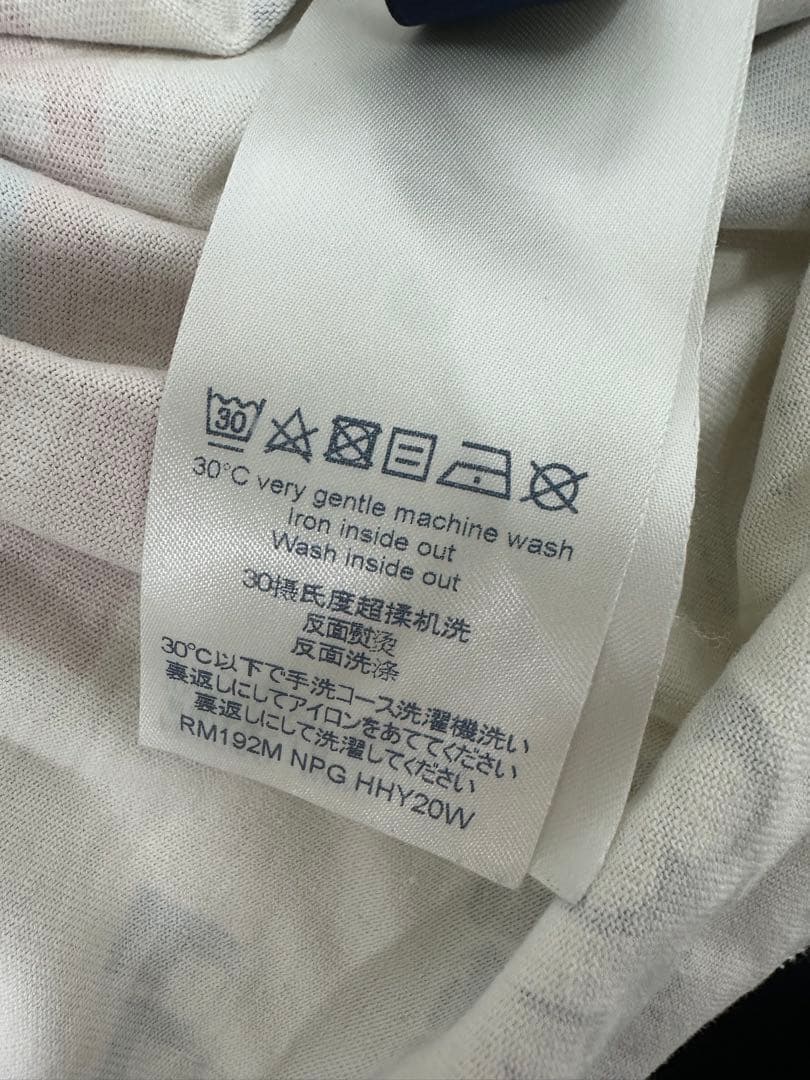 30
30°C very gentle machine wash
Iron inside out
Wash inside out
30摄氏度超揉机洗
反面熨烫
反面洗涤
30℃以下で手洗コース洗濯機洗い
裏返しにしてアイロンをあててください
裏返しにして洗濯してください
RM192M NPG HHY20W